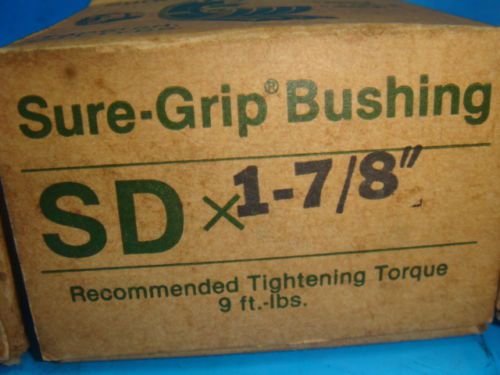 Sure-Grip® Bushing
SD x 1-7/8"
Recommended Tightening Torque
9 ft.-lbs.